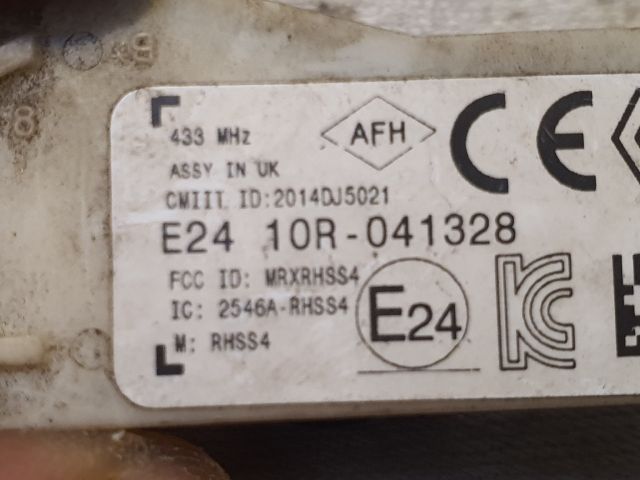 433 MHz
AFH
CE
ASSY IN UK
CMIIT ID:2014DJ5021
E24 10R-041328
FCC ID: MRXRHSS4
IC: 2546A-RHSS4
E24
M: RHSS4